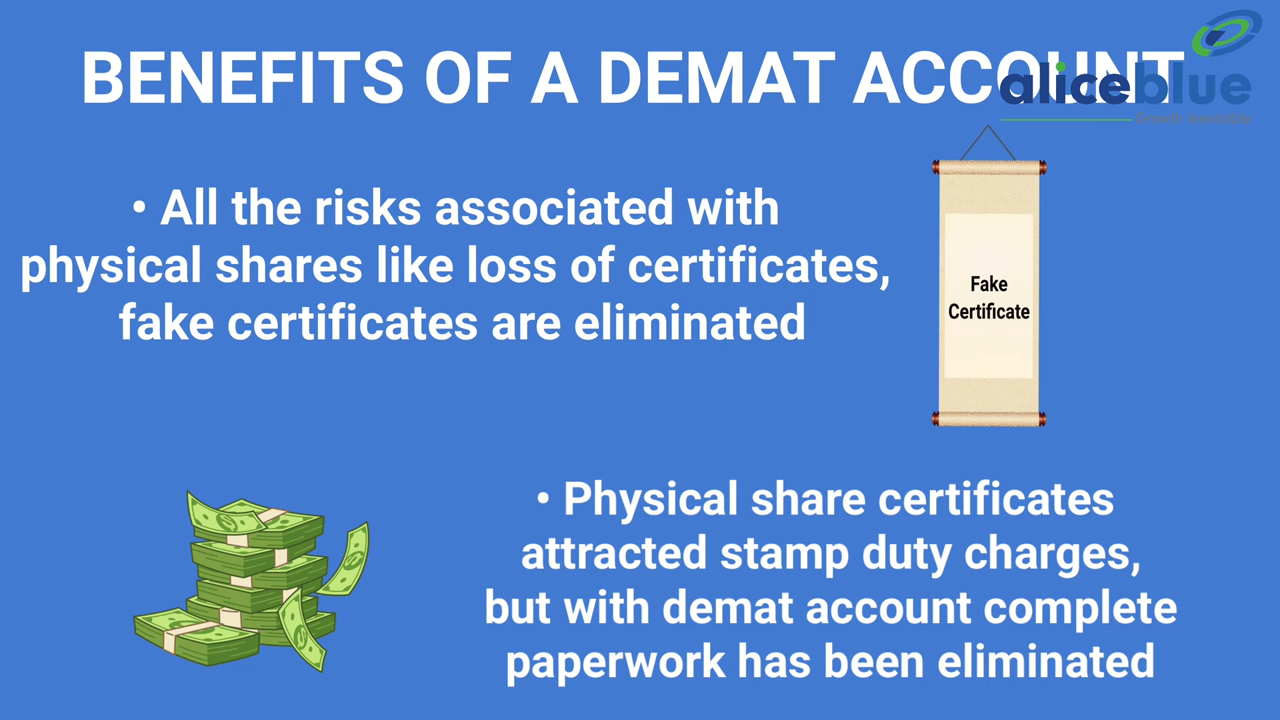 BENEFITS OF A DEMAT ACCOUNT
aliceblue
• All the risks associated with
physical shares like loss of certificates,
fake certificates are eliminated
Fake
Certificate
• Physical share certificates
attracted stamp duty charges,
but with demat account complete
paperwork has been eliminated